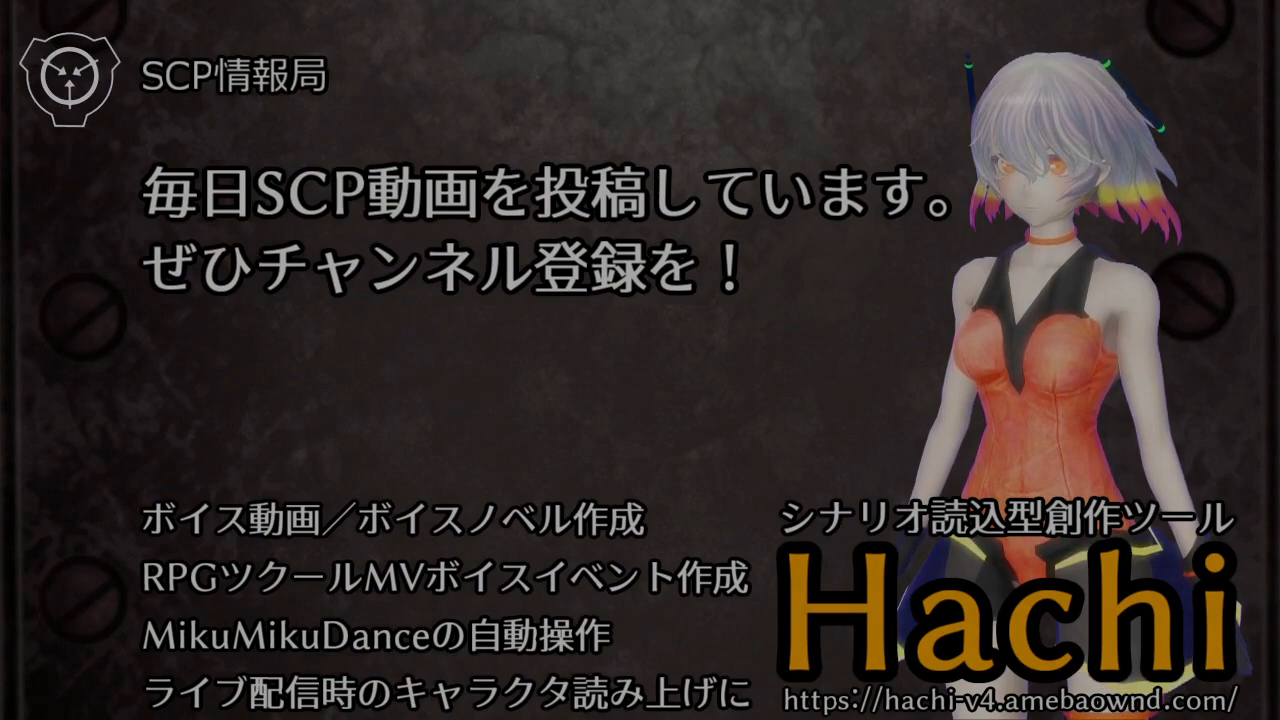 SCP情報局
毎日SCP動画を投稿しています。
ぜひチャンネル登録を！
ボイス動画／ボイスノベル作成
RPGツクールMVボイスイベント作成
MikuMikuDanceの自動操作
ライブ配信時のキャラクタ読み上げに
シナリオ読込型創作ツール
Hachi
https://hachi-v4.amebaownd.com/